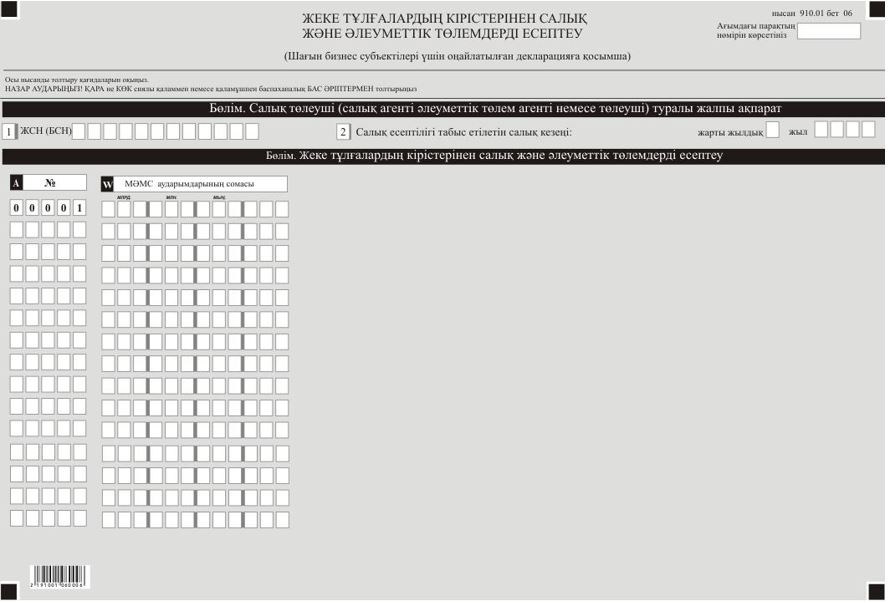 нысан 910.01 бет 06
ЖЕКЕ ТҰЛҒАЛАРДЫҢ КІРІСТЕРІНЕН САЛЫҚ
ЖӘНЕ ӘЛЕУМЕТТІК ТӨЛЕМДЕРДІ ЕСЕПТЕУ
Ағымдағы парақтың
нөмірін көрсетіңіз
(Шағын бизнес субъектілері үшін оңайлатылған декларацияға қосымша)
Осы нысанды толтыру қағидаларын оқыңыз.
НАЗАР АУДАРЫҢЫЗ! ҚАРА не КӨК сиялы қаламмен немесе қаламұшпен баспаханалық БАС ӘРІПТЕРМЕН толтырыңыз
Бөлім. Салық төлеуші (салық агенті әлеуметтік төлем агенті немесе төлеуші) туралы жалпы ақпарат
1 ЖСН (БСН) 2 Салық есептілігі табыс етілетін салық кезеңі: жарты жылдық жыл
Бөлім. Жеке тұлғалардың кірістерінен салық және әлеуметтік төлемдерді есептеу
A № W МӘМС аударымдарының сомасы
МЛРД МЛН МЫҢ
0 0 0 0 1
2191001060006